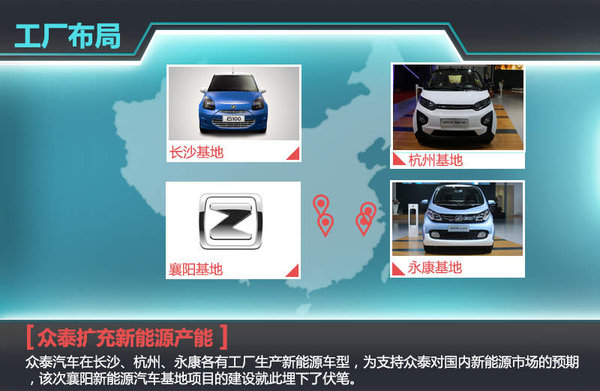 工厂布局
长沙基地
杭州基地
襄阳基地
永康基地
[众泰扩充新能源产能]
众泰汽车在长沙、杭州、永康各有工厂生产新能源车型，为支持众泰对国内新能源市场的预期
，该次襄阳新能源汽车基地项目的建设就此埋下了伏笔。